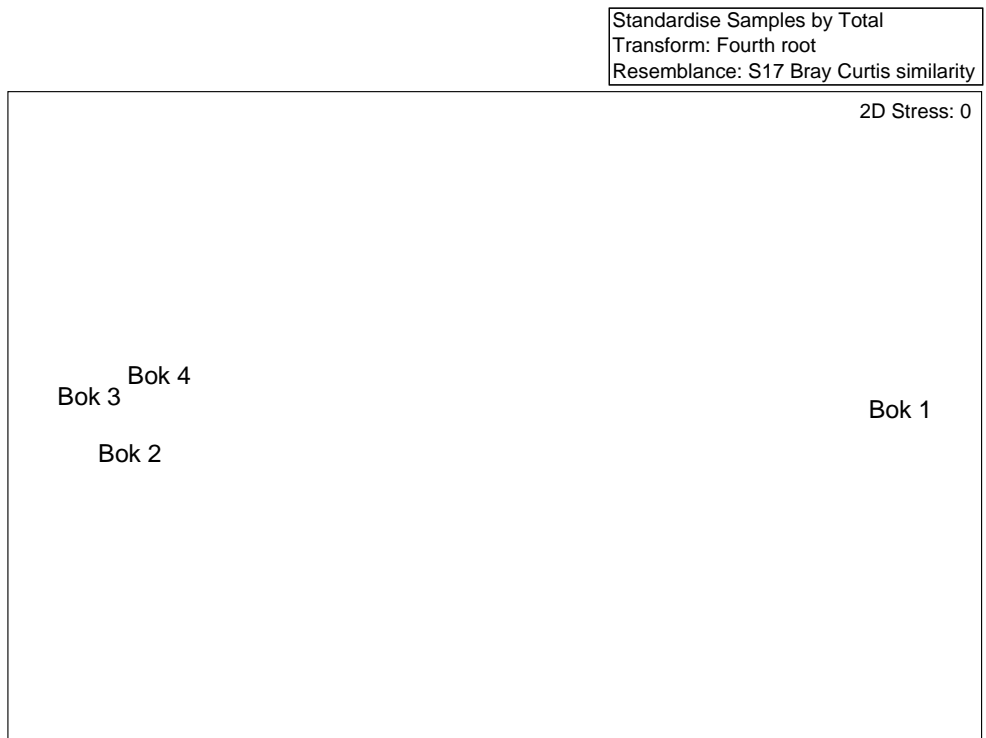 Standardise Samples by Total
Transform: Fourth root
Resemblance: S17 Bray Curtis similarity
2D Stress: 0
Bok 4
Bok 3
Bok 1
Bok 2